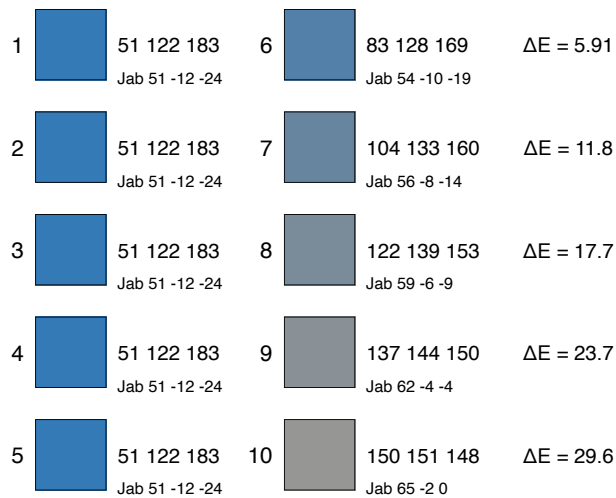 1 51 122 183 6 83 128 169 ΔE = 5.91
Jab 51 -12 -24 Jab 54 -10 -19
2 51 122 183 7 104 133 160 ΔE = 11.8
Jab 51 -12 -24 Jab 56 -8 -14
3 51 122 183 8 122 139 153 ΔE = 17.7
Jab 51 -12 -24 Jab 59 -6 -9
4 51 122 183 9 137 144 150 ΔE = 23.7
Jab 51 -12 -24 Jab 62 -4 -4
5 51 122 183 10 150 151 148 ΔE = 29.6
Jab 51 -12 -24 Jab 65 -2 0